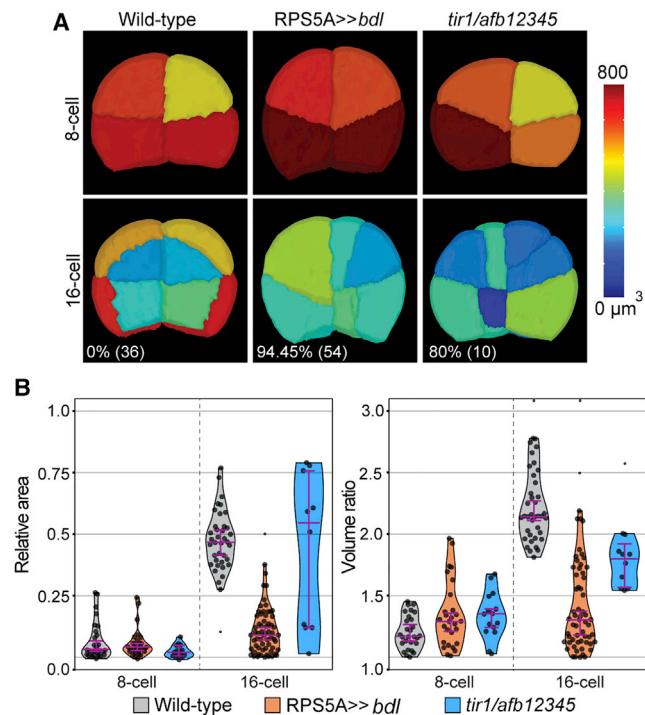 A
Wild-type
RPS5A>>bdl
tir1/afb12345
8-cell
16-cell
800
0 µm³
0% (36)
94.45% (54)
80% (10)
B
Relative area
1.0
0.75
0.5
0.25
0.0
8-cell
16-cell
Volume ratio
3.0
2.5
2.0
1.5
1.0
8-cell
16-cell
Wild-type
RPS5A>>bdl
tir1/afb12345